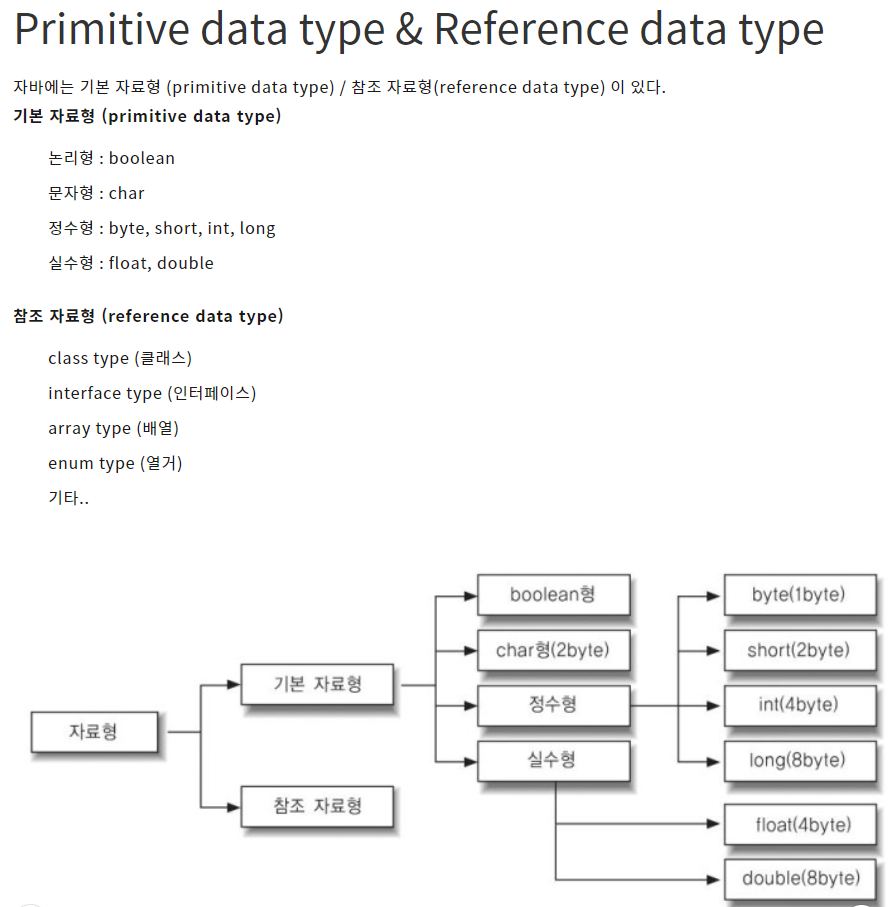 Primitive data type & Reference data type
자바에는 기본 자료형 (primitive data type) / 참조 자료형(reference data type) 이 있다.
기본 자료형 (primitive data type)
논리형 : boolean
문자형 : char
정수형 : byte, short, int, long
실수형 : float, double
참조 자료형 (reference data type)
class type (클래스)
interface type (인터페이스)
array type (배열)
enum type (열거)
기타..
자료형
기본 자료형
참조 자료형
boolean형
char형(2byte)
정수형
실수형
byte(1byte)
short(2byte)
int(4byte)
long(8byte)
float(4byte)
double(8byte)